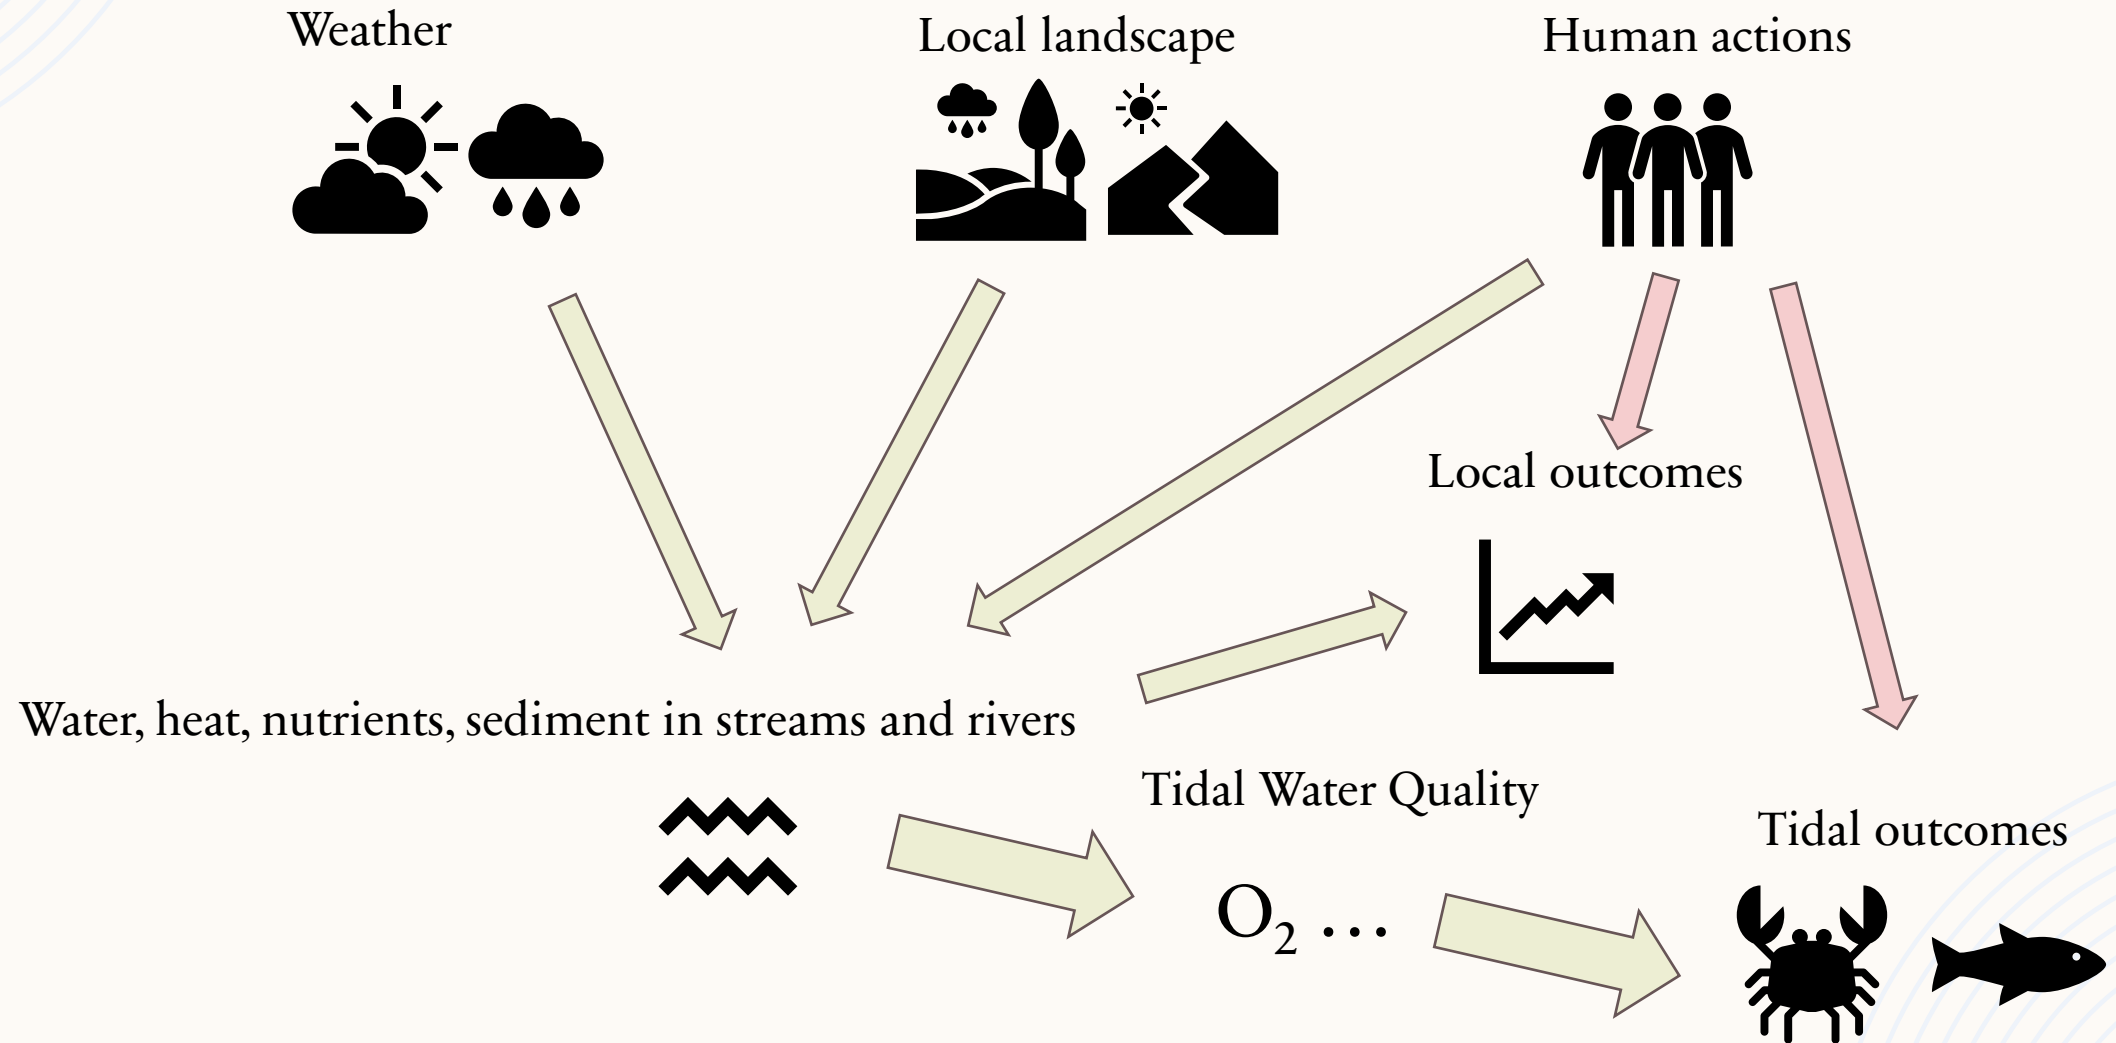 Weather
Local landscape
Human actions
Local outcomes
Water, heat, nutrients, sediment in streams and rivers
Tidal Water Quality
Tidal outcomes
O₂ …